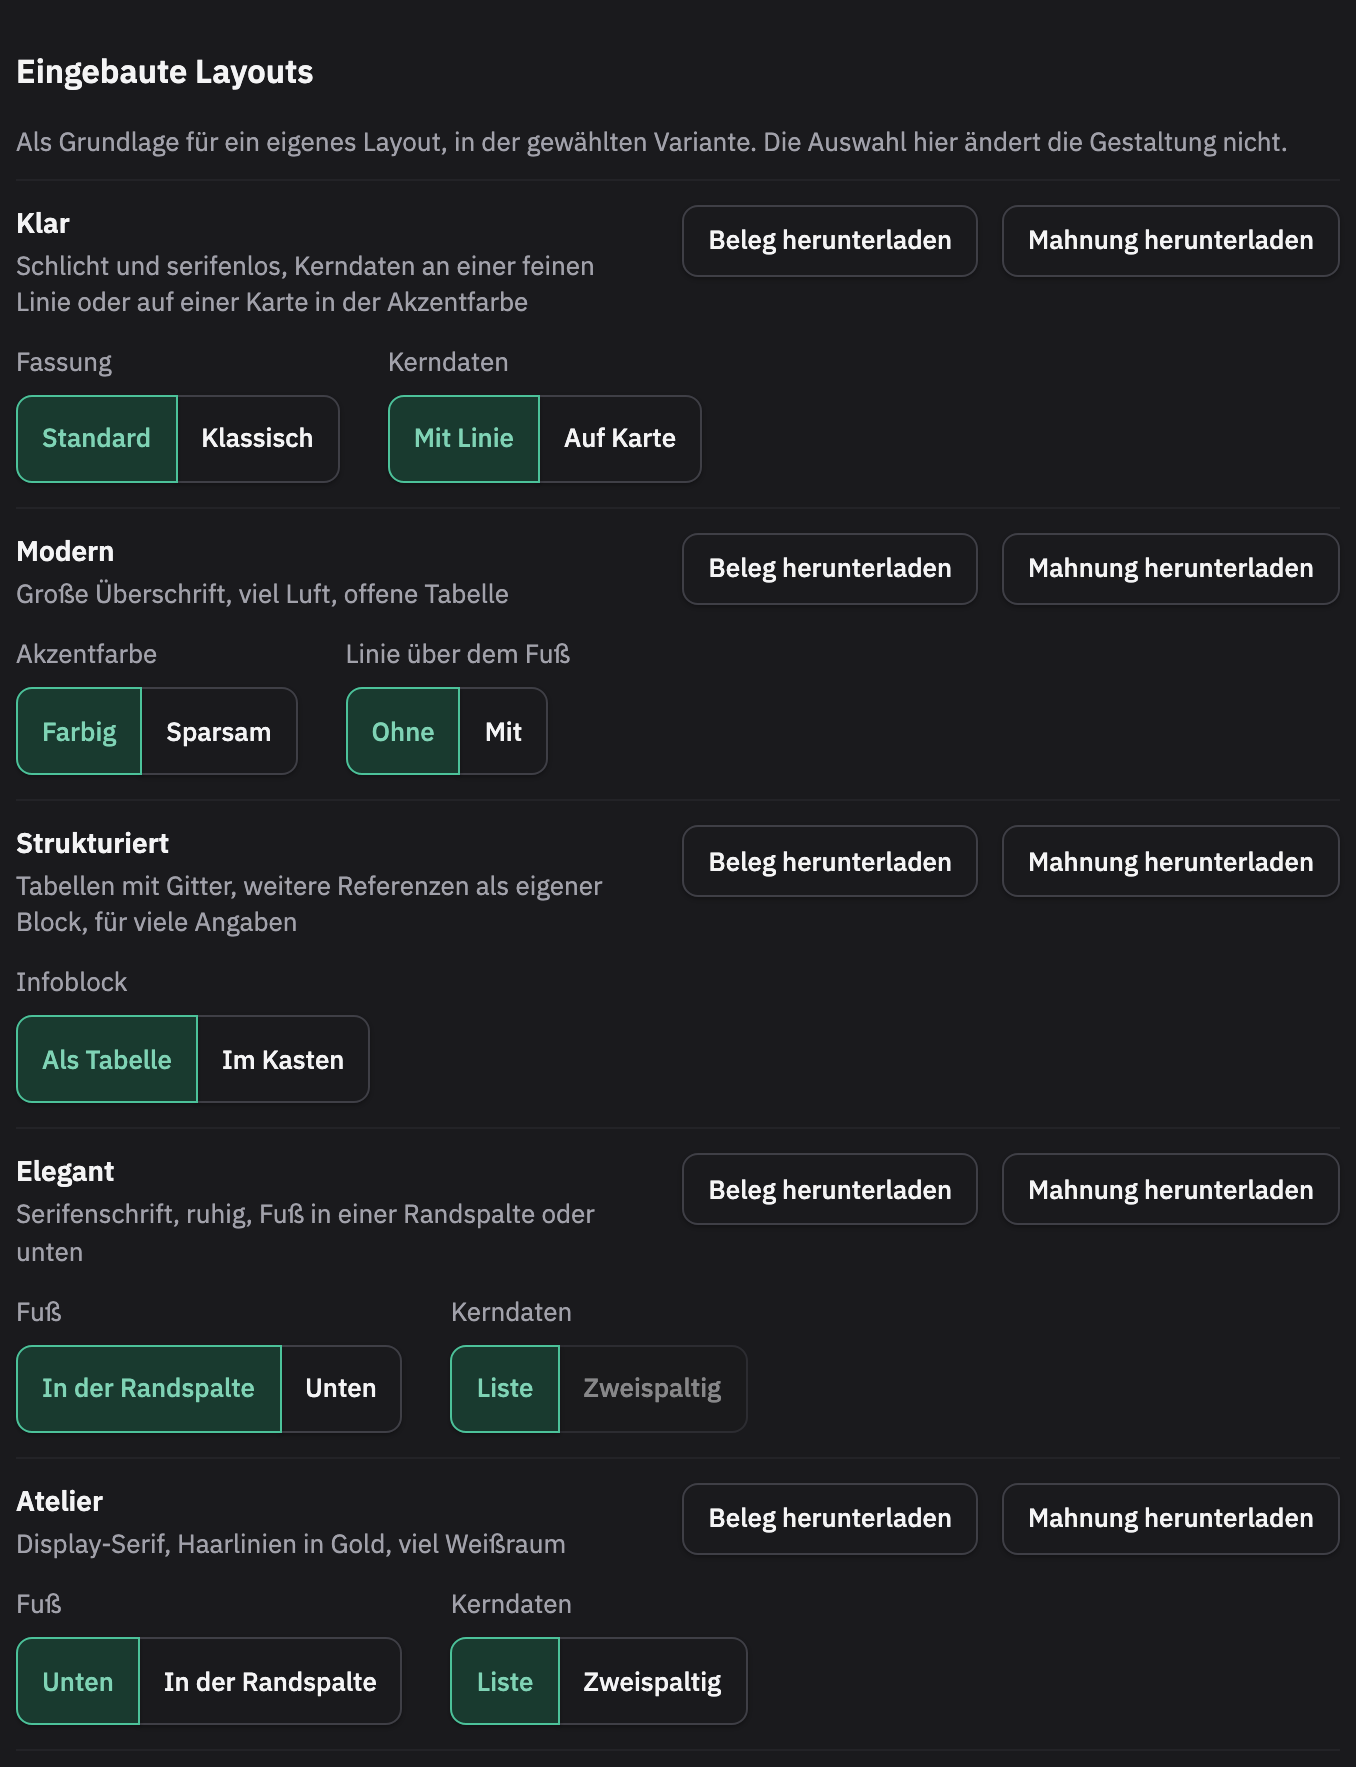 Eingebaute Layouts
Als Grundlage für ein eigenes Layout, in der gewählten Variante. Die Auswahl hier ändert die Gestaltung nicht.
Klar
Schlicht und serifenlos, Kerndaten an einer feinen
Linie oder auf einer Karte in der Akzentfarbe
Beleg herunterladen
Mahnung herunterladen
Fassung
Standard
Klassisch
Kerndaten
Mit Linie
Auf Karte
Modern
Große Überschrift, viel Luft, offene Tabelle
Beleg herunterladen
Mahnung herunterladen
Akzentfarbe
Farbig
Sparsam
Linie über dem Fuß
Ohne
Mit
Strukturiert
Tabellen mit Gitter, weitere Referenzen als eigener
Block, für viele Angaben
Beleg herunterladen
Mahnung herunterladen
Infoblock
Als Tabelle
Im Kasten
Elegant
Serifenschrift, ruhig, Fuß in einer Randspalte oder
unten
Beleg herunterladen
Mahnung herunterladen
Fuß
In der Randspalte
Unten
Kerndaten
Liste
Zweispaltig
Atelier
Display-Serif, Haarlinien in Gold, viel Weißraum
Beleg herunterladen
Mahnung herunterladen
Fuß
Unten
In der Randspalte
Kerndaten
Liste
Zweispaltig